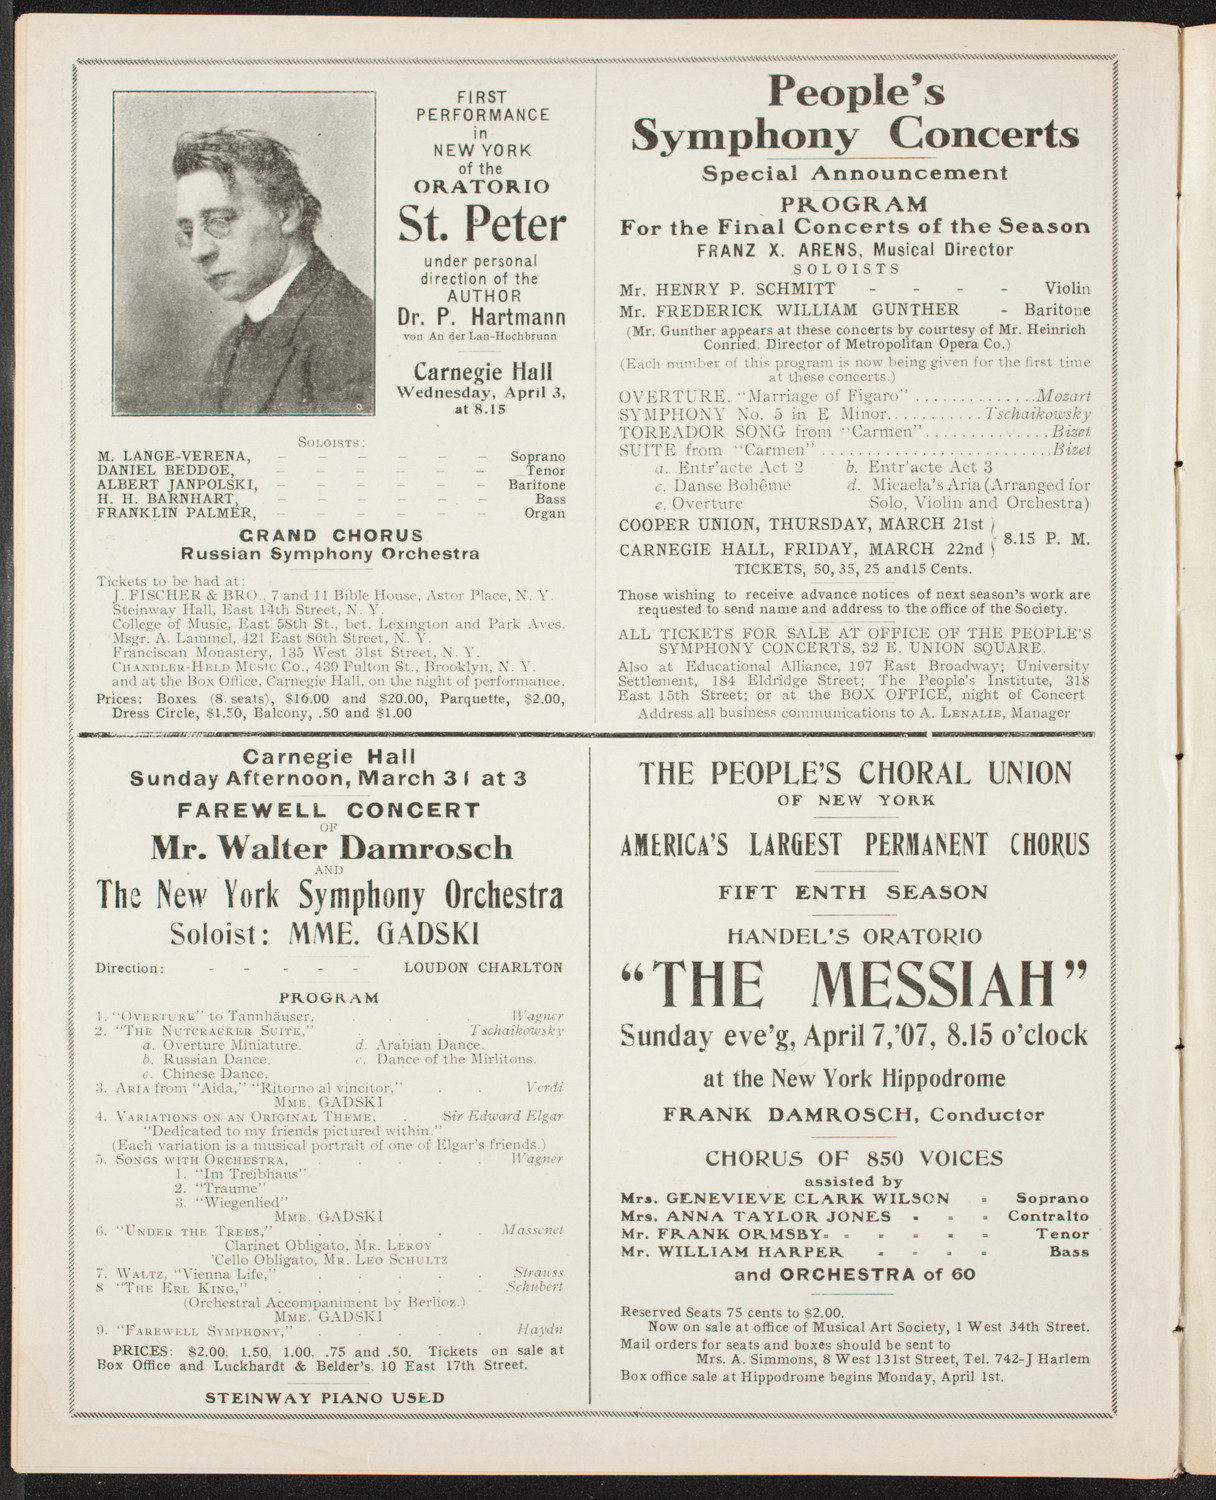 FIRST
PERFORMANCE
in
NEW YORK
of the
ORATORIO
St. Peter
under personal
direction of the
AUTHOR
Dr. P. Hartmann
von An der Lan-Hochbrunn
Carnegie Hall
Wednesday, April 3,
at 8.15
SOLOISTS:
M. LANGE-VERENA, – – – – – – Soprano
DANIEL BEDDOE, – – – – – – Tenor
ALBERT JANPOLSKI, – – – – – – Baritone
H. H. BARNHART, – – – – – – Bass
FRANKLIN PALMER, – – – – – – Organ
GRAND CHORUS
Russian Symphony Orchestra
Tickets to be had at:
J. FISCHER & BRO., 7 and 11 Bible House, Astor Place, N. Y.
Steinway Hall, East 14th Street, N. Y.
College of Music, East 58th St., bet. Lexington and Park Aves.
Msgr. A. Lammel, 421 East 86th Street, N. Y.
Franciscan Monastery, 135 West 31st Street, N. Y.
CHANDLER-HELD MUSIC CO., 439 Fulton St., Brooklyn, N. Y.
and at the Box Office, Carnegie Hall, on the night of performance.
Prices: Boxes (8 seats), $16.00 and $20.00, Parquette, $2.00,
Dress Circle, $1.50, Balcony, .50 and $1.00
People's
Symphony Concerts
Special Announcement
PROGRAM
For the Final Concerts of the Season
FRANZ X. ARENS, Musical Director
SOLOISTS
Mr. HENRY P. SCHMITT - - - - Violin
Mr. FREDERICK WILLIAM GUNTHER - Baritone
(Mr. Gunther appears at these concerts by courtesy of Mr. Heinrich
Conried, Director of Metropolitan Opera Co.)
(Each number of this program is now being given for the first time
at these concerts.)
OVERTURE, "Marriage of Figaro" ..............Mozart
SYMPHONY No. 5 in E Minor...........Tschaikowsky
TOREADOR SONG from "Carmen"..............Bizet
SUITE from "Carmen" ............................Bizet
a. Entr'acte Act 2 b. Entr'acte Act 3
c. Danse Bohême d. Micaela's Aria (Arranged for
e. Overture Solo, Violin and Orchestra)
COOPER UNION, THURSDAY, MARCH 21st
CARNEGIE HALL, FRIDAY, MARCH 22nd } 8.15 P. M.
TICKETS, 50, 35, 25 and 15 Cents.
Those wishing to receive advance notices of next season's work are
requested to send name and address to the office of the Society.
ALL TICKETS FOR SALE AT OFFICE OF THE PEOPLE'S
SYMPHONY CONCERTS, 32 E. UNION SQUARE.
Also at Educational Alliance, 197 East Broadway; University
Settlement, 184 Eldridge Street; The People's Institute, 318
East 15th Street; or at the BOX OFFICE, night of Concert
Address all business communications to A. LENALIE, Manager
Carnegie Hall
Sunday Afternoon, March 31 at 3
FAREWELL CONCERT
OF
Mr. Walter Damrosch
AND
The New York Symphony Orchestra
Soloist: MME. GADSKI
Direction: - - - - - LOUDON CHARLTON
PROGRAM
1. "OVERTURE" to Tannhäuser, . . . . Wagner
2. "THE NUTCRACKER SUITE," . . . Tschaikowsky
a. Overture Miniature. d. Arabian Dance.
b. Russian Dance. e. Dance of the Mirlitons.
c. Chinese Dance.
3. ARIA from "Aida," "Ritorno al vincitor," . . Verdi
MME. GADSKI
4. VARIATIONS ON AN ORIGINAL THEME, . Sir Edward Elgar
"Dedicated to my friends pictured within."
(Each variation is a musical portrait of one of Elgar's friends.)
5. SONGS WITH ORCHESTRA, . . . . . Wagner
1. "Im Treibhaus"
2. "Traume"
3. "Wiegenlied"
MME. GADSKI
6. "UNDER THE TREES," . . . . . Massenet
Clarinet Obligato, MR. LEROY
'Cello Obligato, MR. LEO SCHULTZ
7. WALTZ, "Vienna Life," . . . . . Strauss
8 "THE ERL KING," . . . . . . Schubert
(Orchestral Accompaniment by Berlioz.)
MME. GADSKI
9. "FAREWELL SYMPHONY," . . . . . Haydn
PRICES: $2.00, 1.50, 1.00, .75 and .50. Tickets on sale at
Box Office and Luckhardt & Belder's, 10 East 17th Street.
STEINWAY PIANO USED
THE PEOPLE'S CHORAL UNION
OF NEW YORK
AMERICA'S LARGEST PERMANENT CHORUS
FIFT ENTH SEASON
HANDEL'S ORATORIO
"THE MESSIAH"
Sunday eve'g, April 7,'07, 8.15 o'clock
at the New York Hippodrome
FRANK DAMROSCH, Conductor
CHORUS OF 850 VOICES
assisted by
Mrs. GENEVIEVE CLARK WILSON - Soprano
Mrs. ANNA TAYLOR JONES - - - Contralto
Mr. FRANK ORMSBY- - - - - - Tenor
Mr. WILLIAM HARPER - - - - Bass
and ORCHESTRA of 60
Reserved Seats 75 cents to $2.00.
Now on sale at office of Musical Art Society, 1 West 34th Street.
Mail orders for seats and boxes should be sent to
Mrs. A. Simmons, 8 West 131st Street, Tel. 742-J Harlem
Box office sale at Hippodrome begins Monday, April 1st.